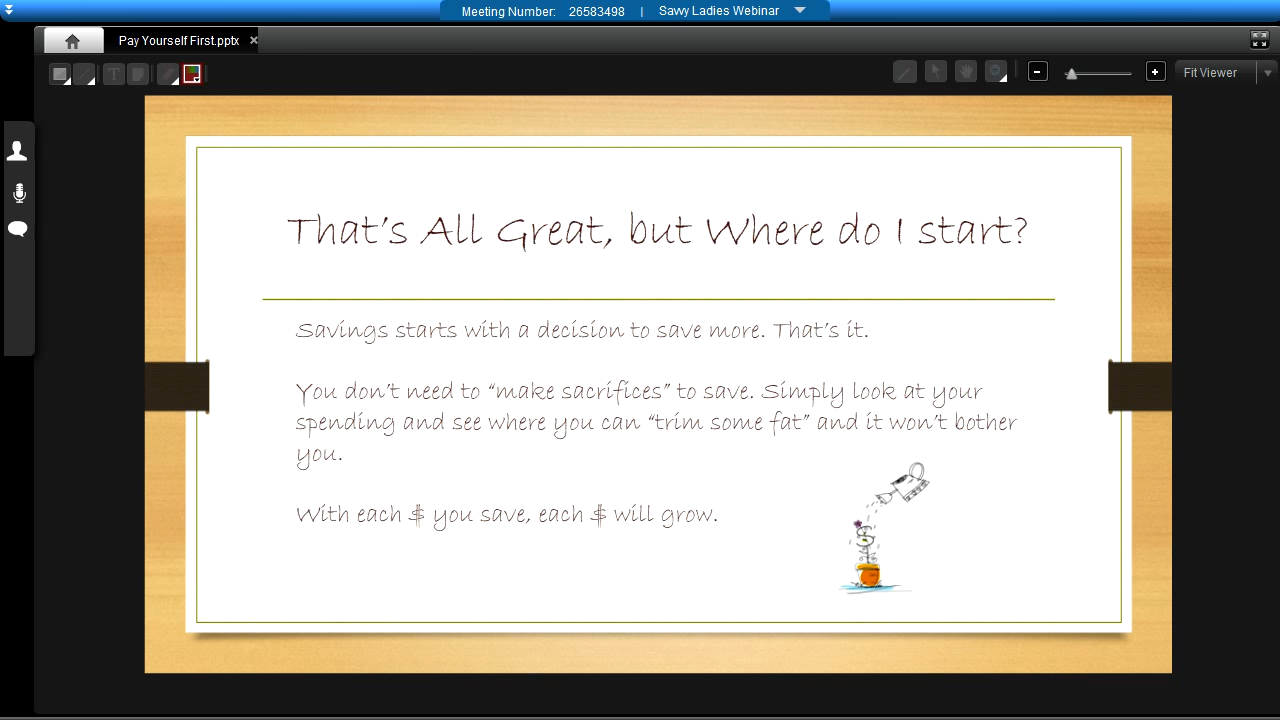 Meeting Number: 26583498 | Savvy Ladies Webinar
Pay Yourself First.pptx ×
T
Fit Viewer
That's All Great, but Where do I start?
Savings starts with a decision to save more. That's it.
You don't need to “make sacrifices” to save. Simply look at your
spending and see where you can “trim some fat” and it won't bother
you.
With each $ you save, each $ will grow.
$